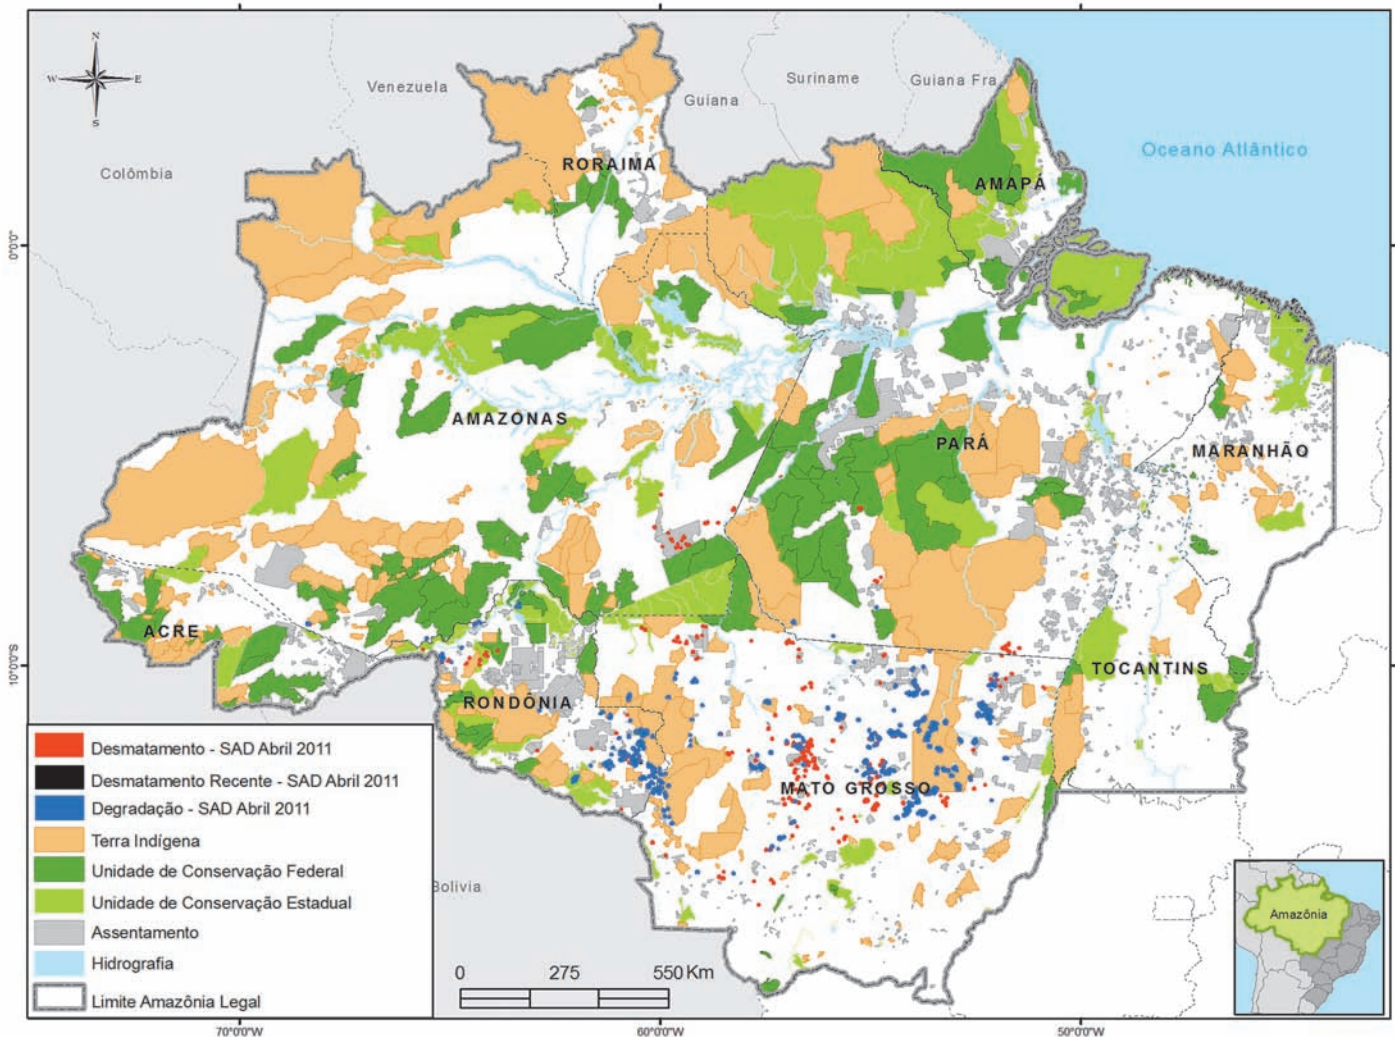 N
W E
S
Venezuela
Suriname
Guiana Fra
Guíana
Colômbia
Oceano Atlântico
RORAIMA
AMAPÁ
0°0'0"
AMAZONAS
PARÁ
MARANHÃO
ACRE
TOCANTINS
10°0'0"S
RONDÔNIA
MATO GROSSO
Bolivia
Desmatamento - SAD Abril 2011
Desmatamento Recente - SAD Abril 2011
Degradação - SAD Abril 2011
Terra Indígena
Unidade de Conservação Federal
Unidade de Conservação Estadual
Assentamento
Hidrografia
Limite Amazônia Legal
0 275 550 Km
Amazônia
70°0'0"W 60°0'0"W 50°0'0"W